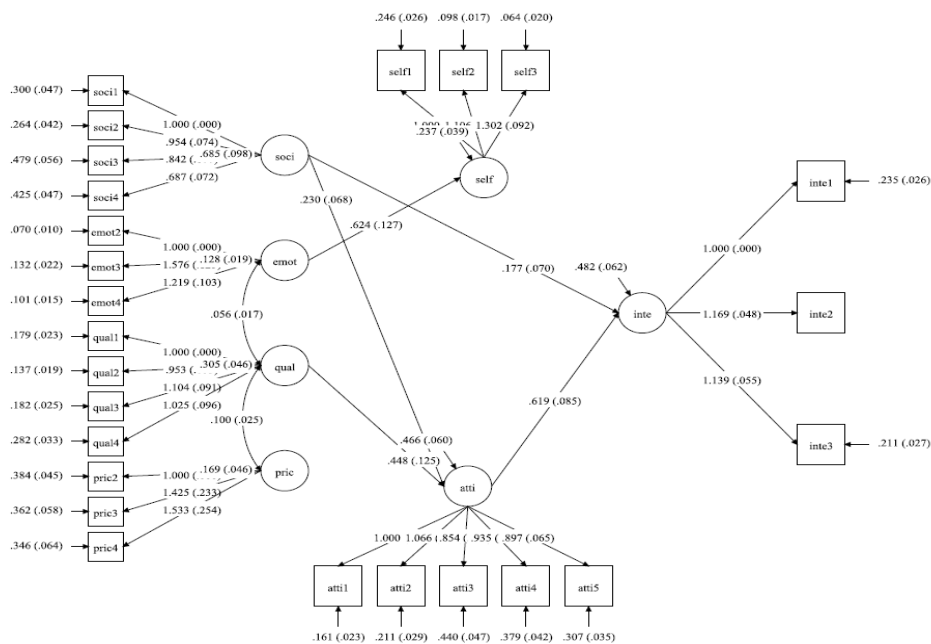 .246 (.026) .098 (.017) .064 (.020)
self1 self2 self3
1.302 (.092)
.237 (.039)
self
.300 (.047) soci1
1.000 (.000)
.264 (.042) soci2
.954 (.074)
.479 (.056) soci3
.842 .685 (.098) soci
.687 (.072)
.425 (.047) soci4
.230 (.068)
.624 (.127)
.070 (.010) emot2
1.000 (.000)
.132 (.022) emot3
1.576 .128 (.019) emot
1.219 (.103)
.101 (.015) emot4
.056 (.017)
.179 (.023) qual1
1.000 (.000)
.137 (.019) qual2
.953 .305 (.046) qual
1.104 (.091)
.182 (.025) qual3
1.025 (.096)
.282 (.033) qual4
.100 (.025)
.384 (.045) pric2
1.000 .169 (.046) pric
1.425 (.233)
.362 (.058) pric3
1.533 (.254)
.346 (.064) pric4
.177 (.070)
.482 (.062)
inte
inte1 .235 (.026)
1.000 (.000)
1.169 (.048) inte2
1.139 (.055)
inte3 .211 (.027)
.619 (.085)
.466 (.060)
.448 (.125)
atti
1.000 1.066 .854 .935 .897 (.065)
atti1 atti2 atti3 atti4 atti5
.161 (.023) .211 (.029) .440 (.047) .379 (.042) .307 (.035)